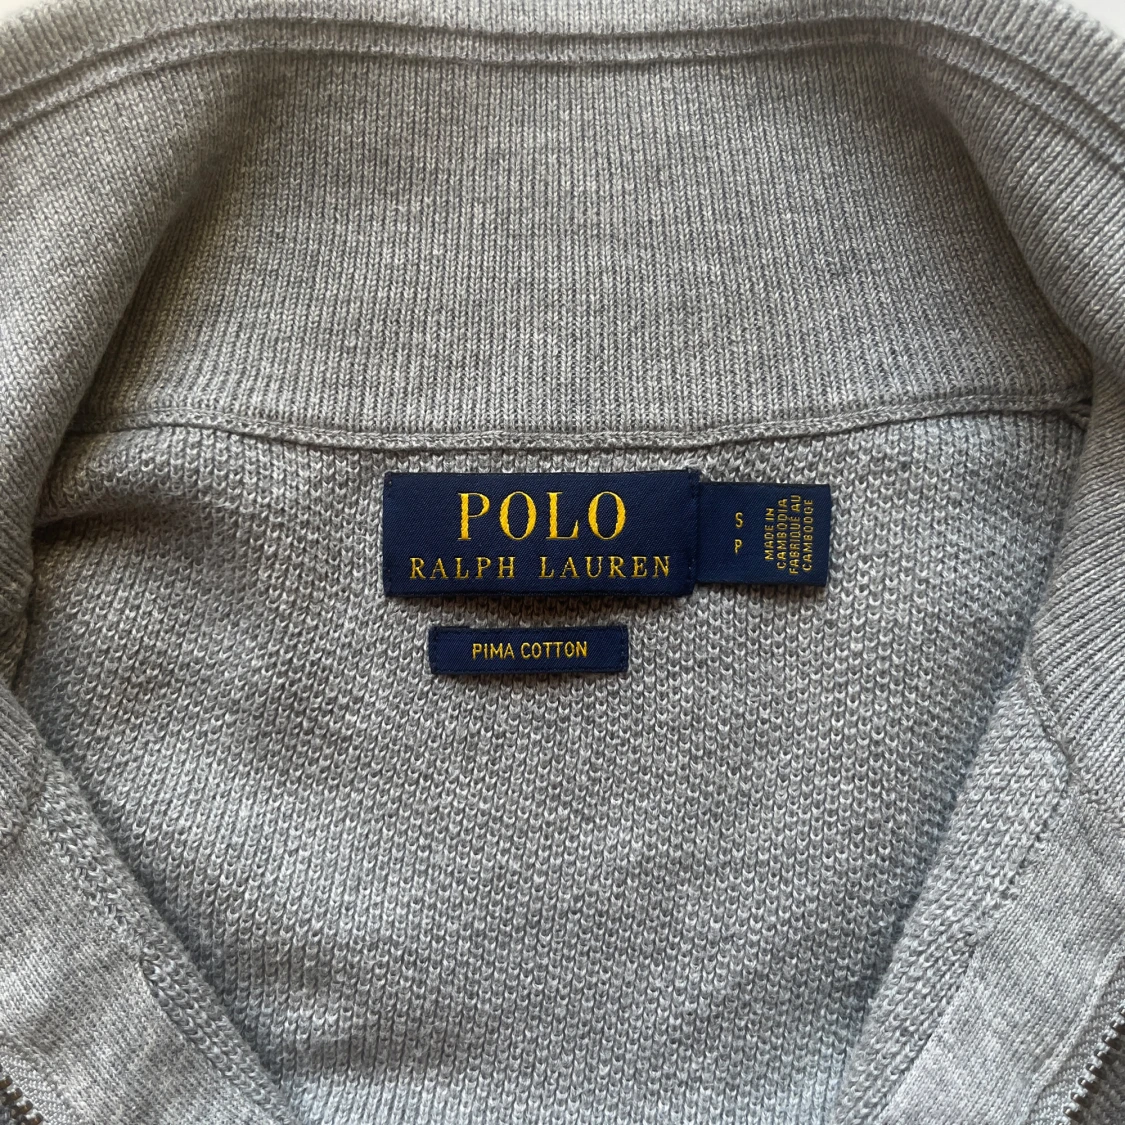 POLO
RALPH LAUREN
S
P
MADE IN
CAMBODIA
FABRIQUÉ AU
CAMBODGE
PIMA COTTON